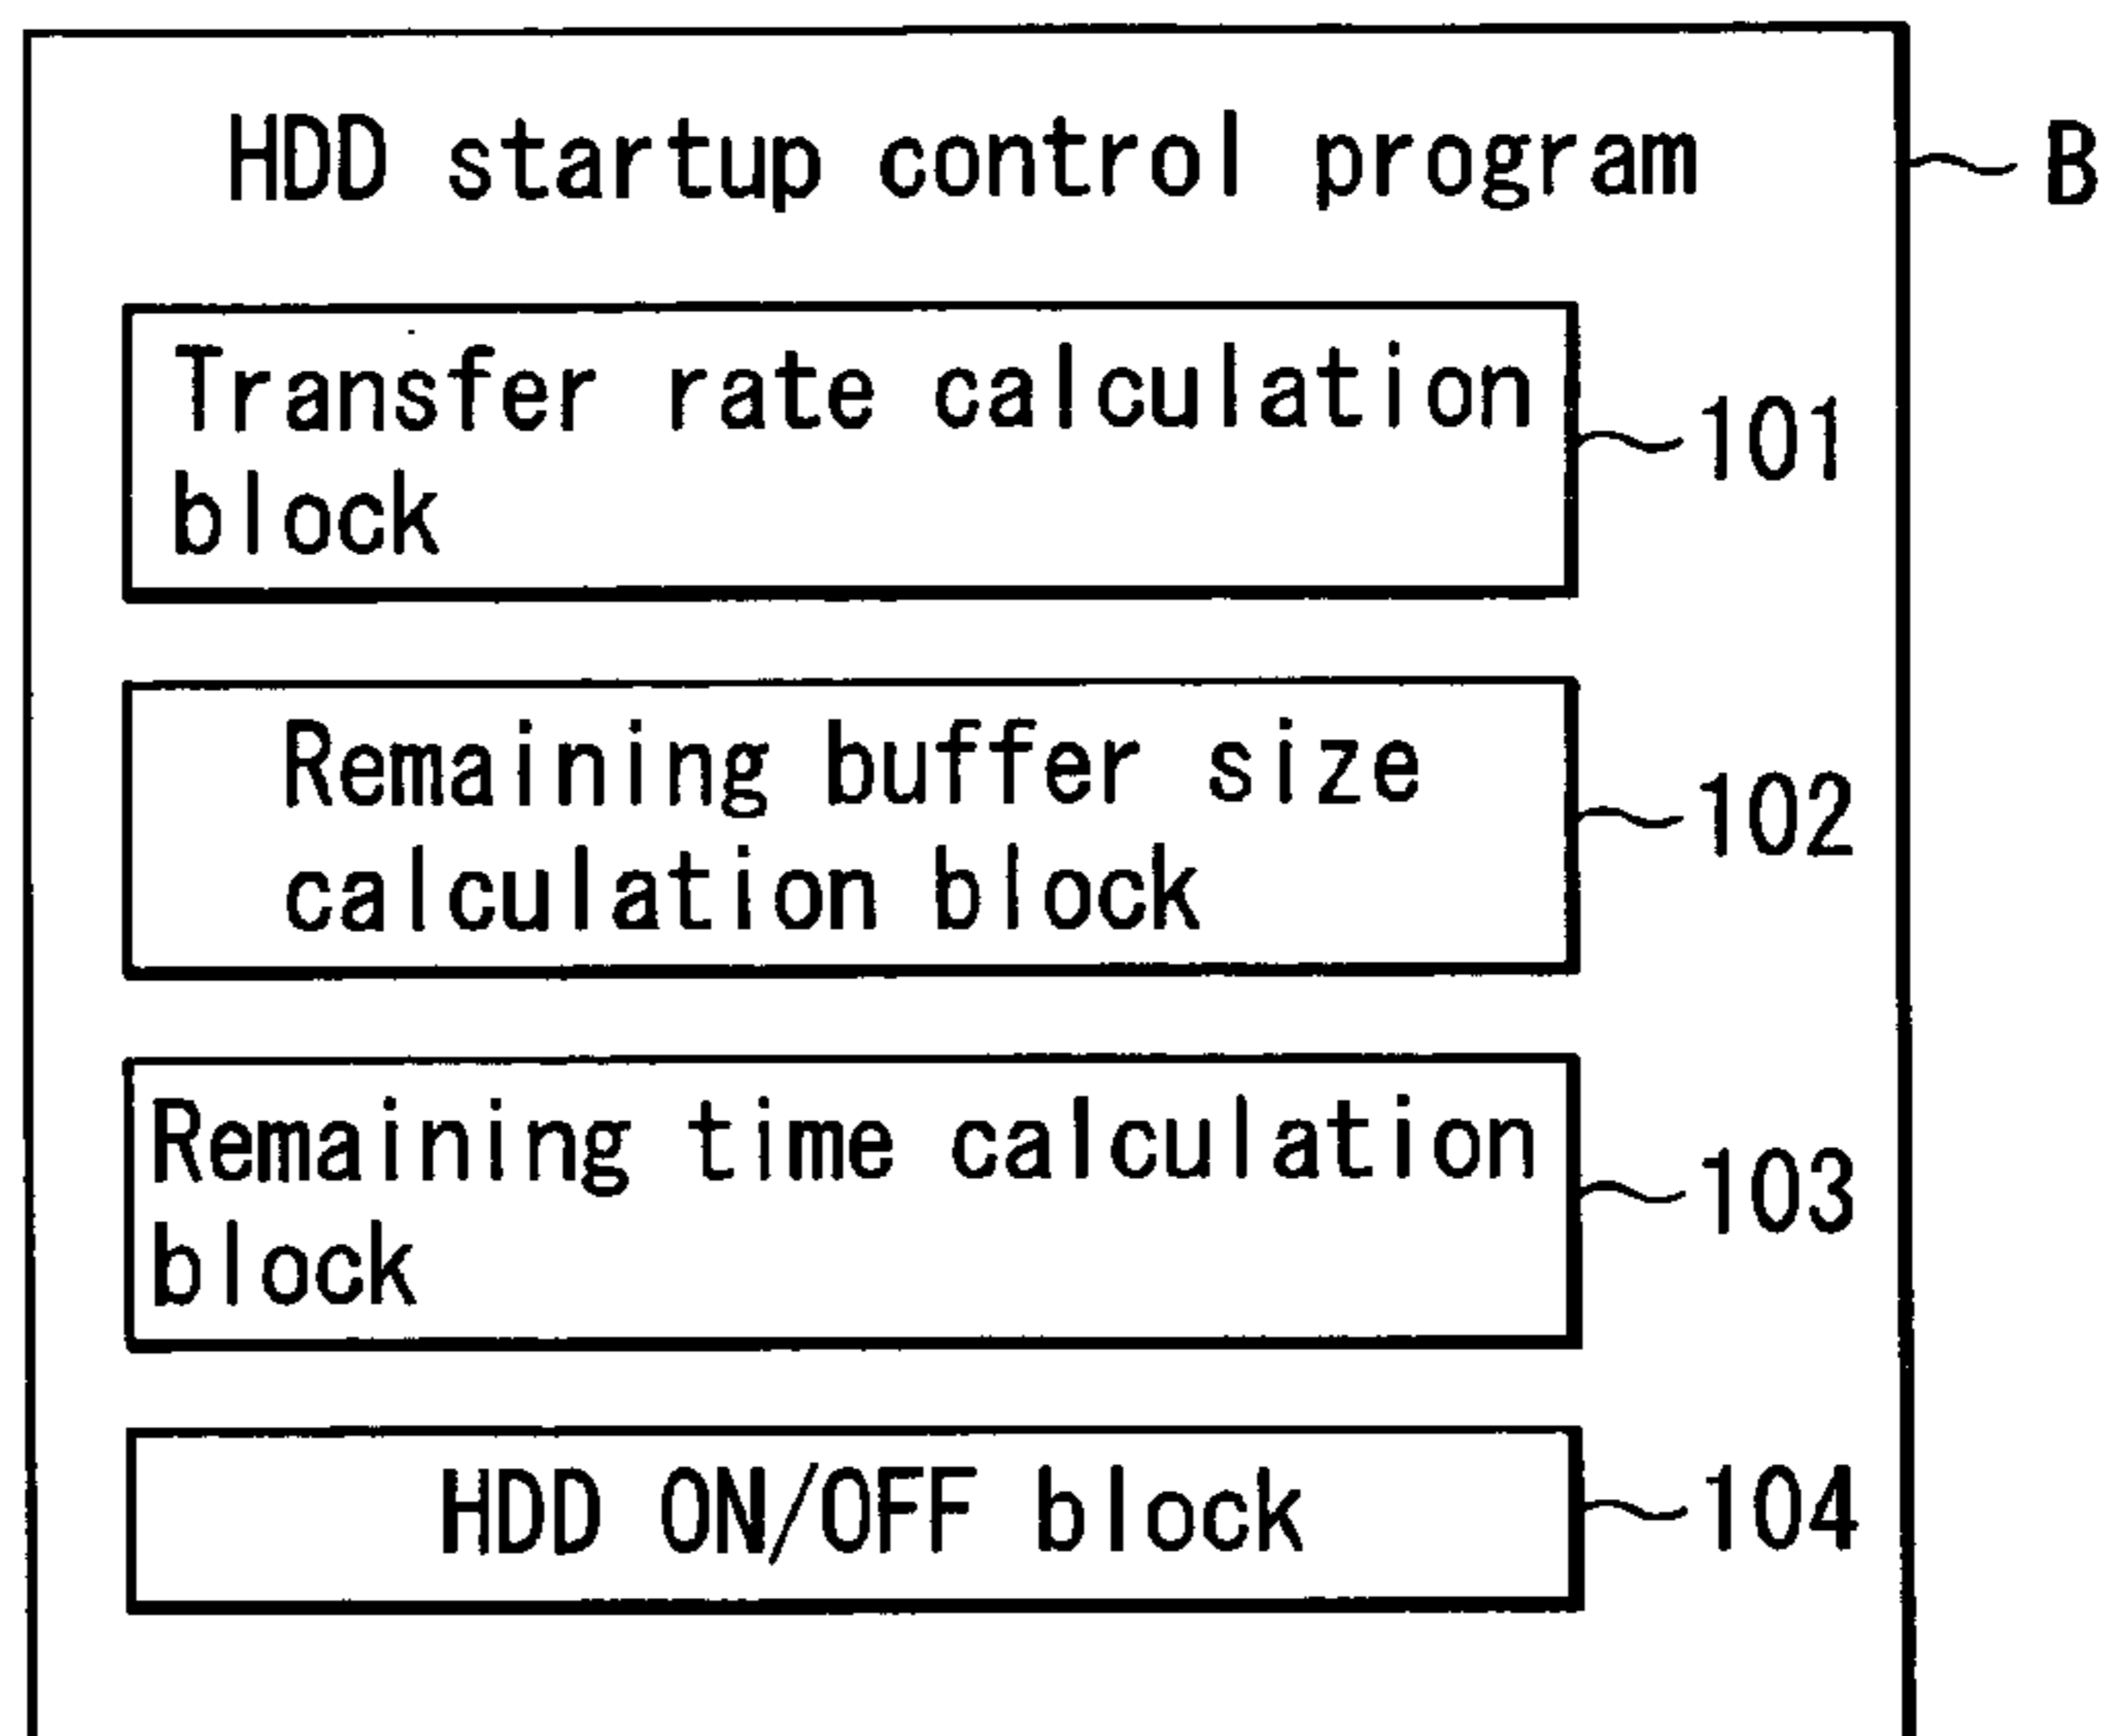 HDD startup control program
B
Transfer rate calculation
block
101
Remaining buffer size
calculation block
102
Remaining time calculation
block
103
HDD ON/OFF block
104